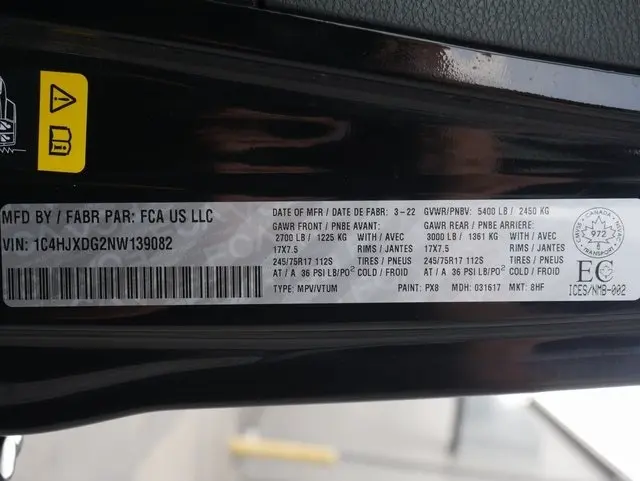 MFD BY / FABR PAR: FCA US LLC
VIN: 1C4HJXDG2NW139082
DATE OF MFR / DATE DE FABR 3-22
GVWR/PNBV: 5400 LB / 2450 KG
GAWR FRONT / PNBE AVANT:
2700 LB / 1225 KG WITH / AVEC
17X7.5 RIMS / JANTES
245/75R17 112S TIRES / PNEUS
AT / A 36 PSI LB/PO² COLD / FROID
GAWR REAR / PNBE ARRIERE:
3000 LB / 1361 KG WITH / AVEC
17X7.5 RIMS / JANTES
245/75R17 112S TIRES / PNEUS
AT / A 36 PSI LB/PO² COLD / FROID
TYPE: MPV/VTUM PAINT: PX8 MOD: 031617 MKT: 8HF
CANADA
972
6
TRANSPORT
EC
ICES/NMB-002